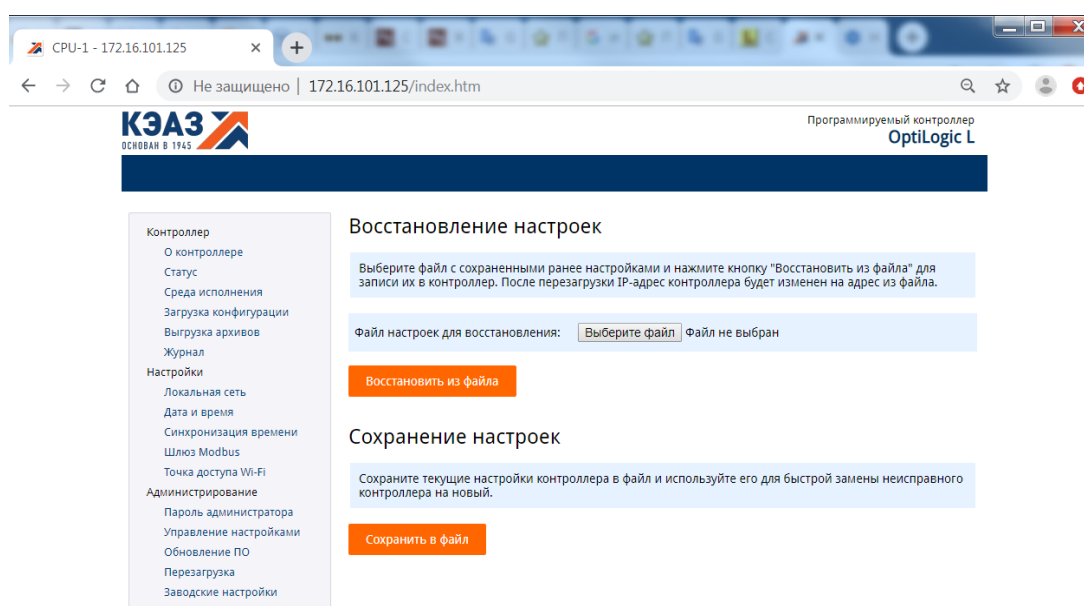 CPU-1 - 172.16.101.125
Не защищено | 172.16.101.125/index.htm
КЭАЗ
ОСНОВАН В 1945
Программируемый контроллер
OptiLogic L
Контроллер
О контроллере
Статус
Среда исполнения
Загрузка конфигурации
Выгрузка архивов
Журнал
Настройки
Локальная сеть
Дата и время
Синхронизация времени
Шлюз Modbus
Точка доступа Wi-Fi
Администрирование
Пароль администратора
Управление настройками
Обновление ПО
Перезагрузка
Заводские настройки
Восстановление настроек
Выберите файл с сохраненными ранее настройками и нажмите кнопку "Восстановить из файла" для
записи их в контроллер. После перезагрузки IP-адрес контроллера будет изменен на адрес из файла.
Файл настроек для восстановления: Выберите файл Файл не выбран
Восстановить из файла
Сохранение настроек
Сохраните текущие настройки контроллера в файл и используйте его для быстрой замены неисправного
контроллера на новый.
Сохранить в файл